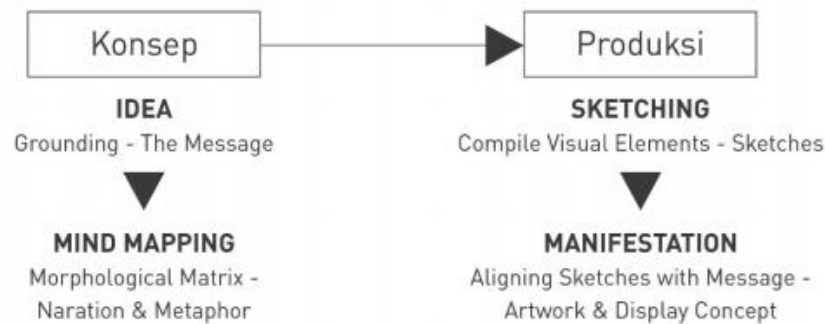 Konsep
IDEA
Grounding - The Message
MIND MAPPING
Morphological Matrix -
Naration & Metaphor
Produksi
SKETCHING
Compile Visual Elements - Sketches
MANIFESTATION
Aligning Sketches with Message -
Artwork & Display Concept